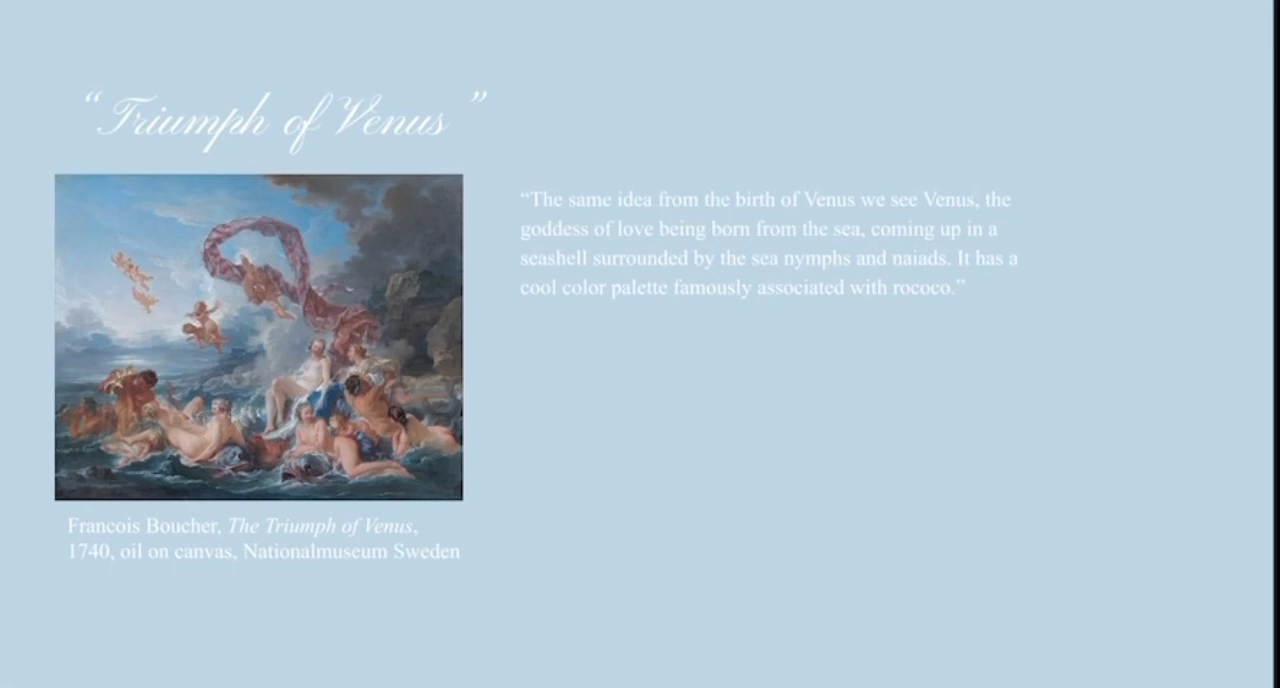 “Triumph of Venus”
“The same idea from the birth of Venus we see Venus, the
goddess of love being born from the sea, coming up in a
seashell surrounded by the sea nymphs and naiads. It has a
cool color palette famously associated with rococo.”
Francois Boucher, The Triumph of Venus,
1740, oil on canvas, Nationalmuseum Sweden